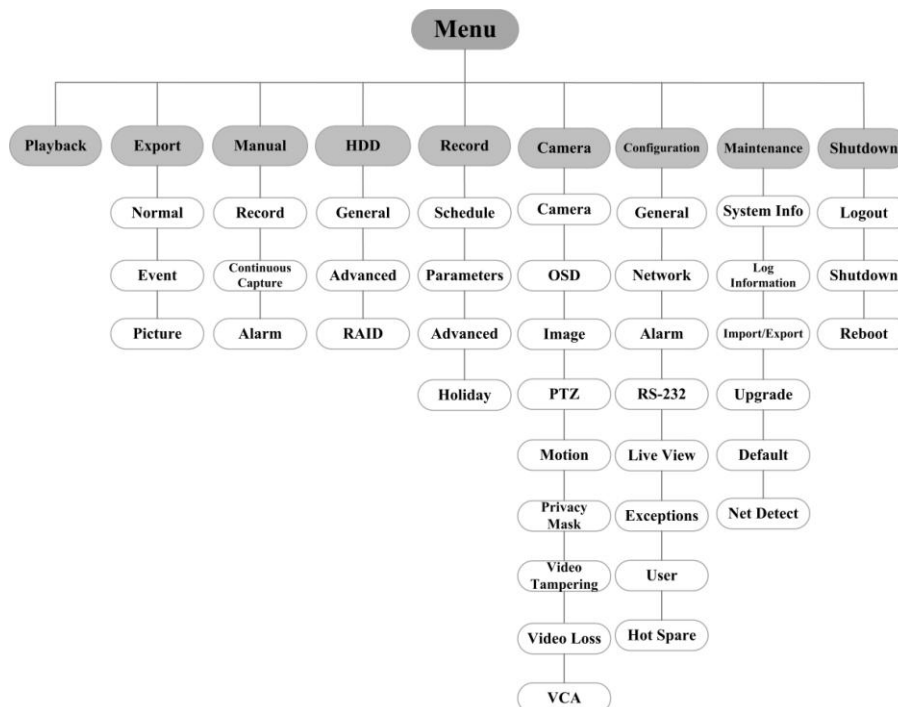 Menu
Playback
Export
Manual
HDD
Record
Camera
Configuration
Maintenance
Shutdown
Normal
Record
General
Schedule
Camera
General
System Info
Logout
Event
Continuous
Capture
Advanced
Parameters
OSD
Network
Log
Information
Shutdown
Picture
Alarm
RAID
Advanced
Image
Alarm
Import/Export
Reboot
Holiday
PTZ
RS-232
Upgrade
Motion
Live View
Default
Privacy
Mask
Exceptions
Net Detect
Video
Tampering
User
Video Loss
Hot Spare
VCA